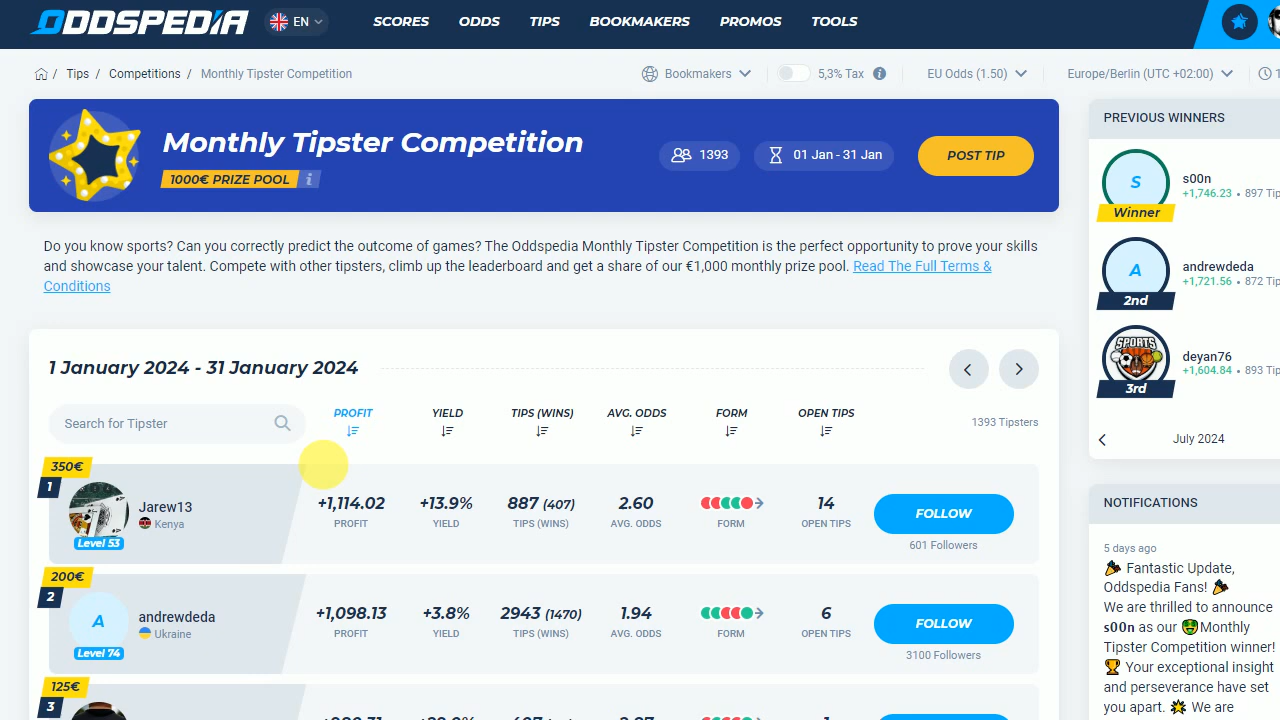 ODDSPEDIA
EN
SCORES ODDS TIPS BOOKMAKERS PROMOS TOOLS
/ Tips / Competitions / Monthly Tipster Competition
Bookmakers 5,3% Tax i EU Odds (1.50) Europe/Berlin (UTC +02:00)
Monthly Tipster Competition
1000€ PRIZE POOL i
1393 01 Jan - 31 Jan POST TIP
Do you know sports? Can you correctly predict the outcome of games? The Oddspedia Monthly Tipster Competition is the perfect opportunity to prove your skills
and showcase your talent. Compete with other tipsters, climb up the leaderboard and get a share of our €1,000 monthly prize pool. Read The Full Terms &
Conditions
1 January 2024 - 31 January 2024
Search for Tipster PROFIT YIELD TIPS (WINS) AVG. ODDS FORM OPEN TIPS 1393 Tipsters
350€
1
Jarew13
Kenya
Level 53
+1,114.02 +13.9% 887 (407) 2.60 14
PROFIT YIELD TIPS (WINS) AVG. ODDS FORM OPEN TIPS
FOLLOW
601 Followers
200€
2
A
andrewdeda
Ukraine
Level 74
+1,098.13 +3.8% 2943 (1470) 1.94 6
PROFIT YIELD TIPS (WINS) AVG. ODDS FORM OPEN TIPS
FOLLOW
3100 Followers
125€
3
PREVIOUS WINNERS
S
s00n
+1,746.23 • 897 Tip
Winner
A
andrewdeda
+1,721.56 • 872 Tip
2nd
SPORTS
deyan76
+1,604.84 • 893 Tip
3rd
July 2024
NOTIFICATIONS
5 days ago
Fantastic Update,
Oddspedia Fans!
We are thrilled to announce
s00n as our Monthly
Tipster Competition winner!
Your exceptional insight
and perseverance have set
you apart. We are